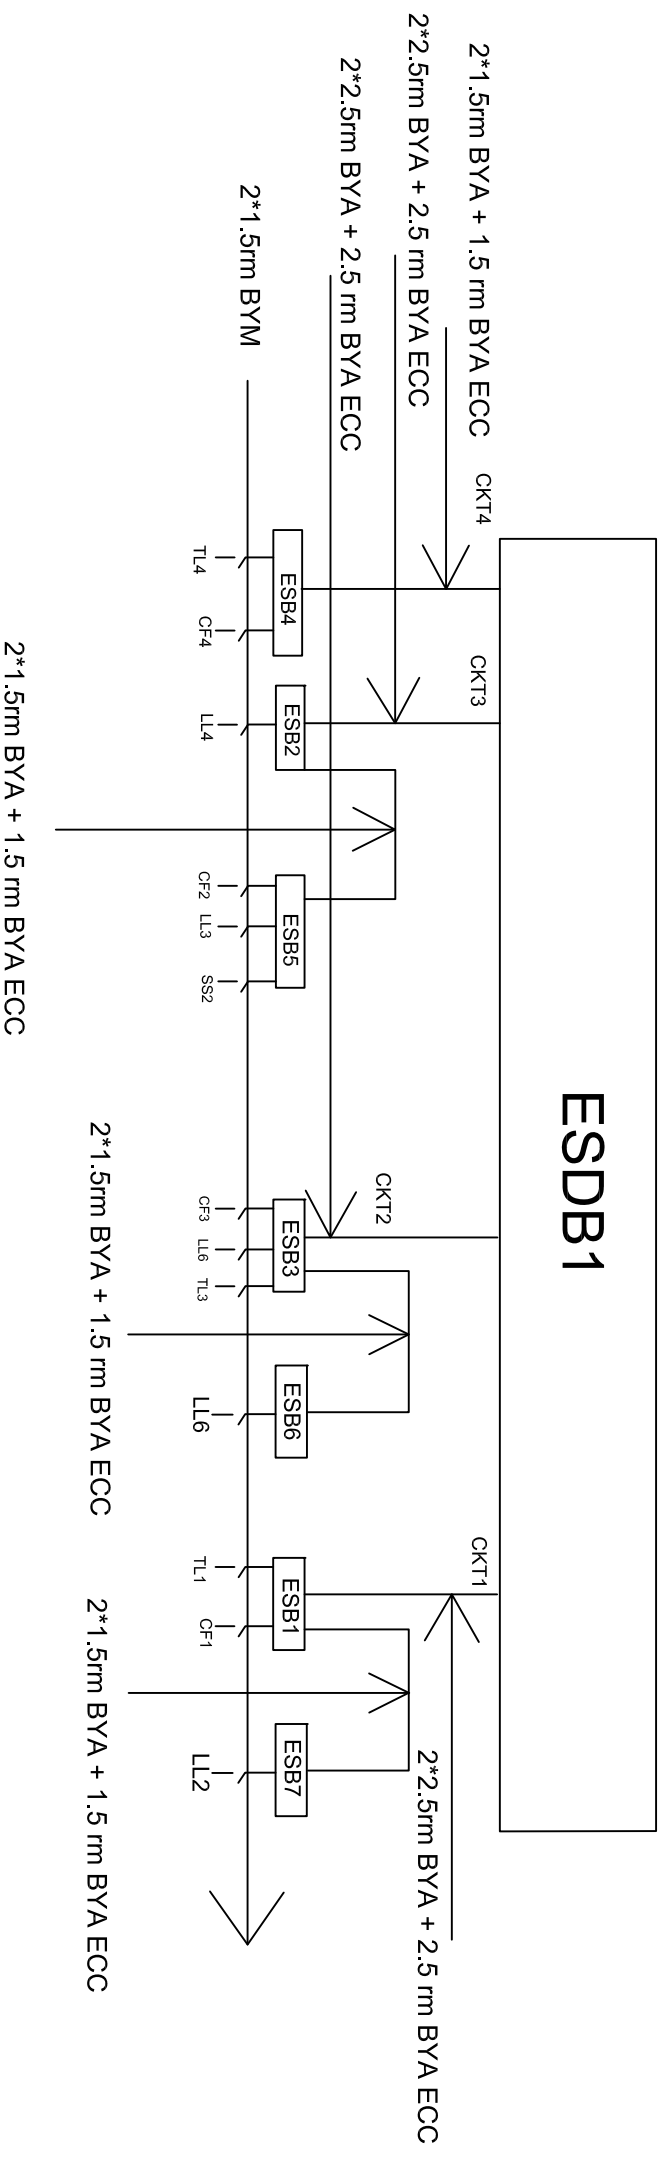 ESDB1
CKT4
CKT3
CKT2
CKT1
2*1.5rm BYA + 1.5 rm BYA ECC
2*2.5rm BYA + 2.5 rm BYA ECC
2*2.5rm BYA + 2.5 rm BYA ECC
2*2.5rm BYA + 2.5 rm BYA ECC
2*1.5rm BYM
ESB4
ESB2
ESB5
ESB3
ESB6
ESB1
ESB7
TL4
CF4
LL4
CF2
LL3
SS2
CF3
LL6
TL3
LL6
TL1
CF1
LL2
2*1.5rm BYA + 1.5 rm BYA ECC
2*1.5rm BYA + 1.5 rm BYA ECC
2*1.5rm BYA + 1.5 rm BYA ECC